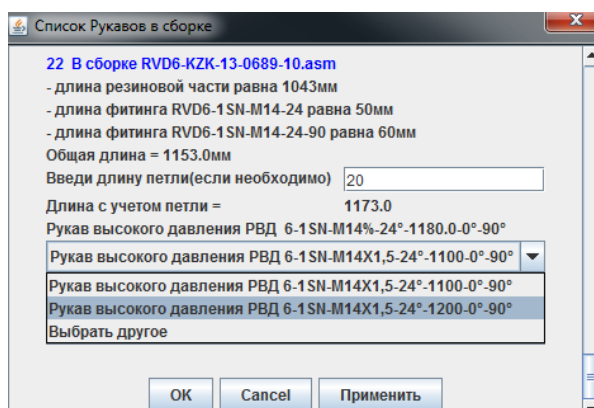 Список Рукавов в сборке
22 В сборке RVD6-KZK-13-0689-10.asm
- длина резиновой части равна 1043мм
- длина фитинга RVD6-1SN-M14-24 равна 50мм
- длина фитинга RVD6-1SN-M14-24-90 равна 60мм
Общая длина = 1153.0мм
Введи длину петли(если необходимо) 20
Длина с учетом петли = 1173.0
Рукав высокого давления РВД 6-1SN-M14%-24°-1180.0-0°-90°
Рукав высокого давления РВД 6-1SN-M14X1,5-24°-1100-0°-90°
Рукав высокого давления РВД 6-1SN-M14X1,5-24°-1100-0°-90°
Рукав высокого давления РВД 6-1SN-M14X1,5-24°-1200-0°-90°
Выбрать другое
OK Cancel Применить